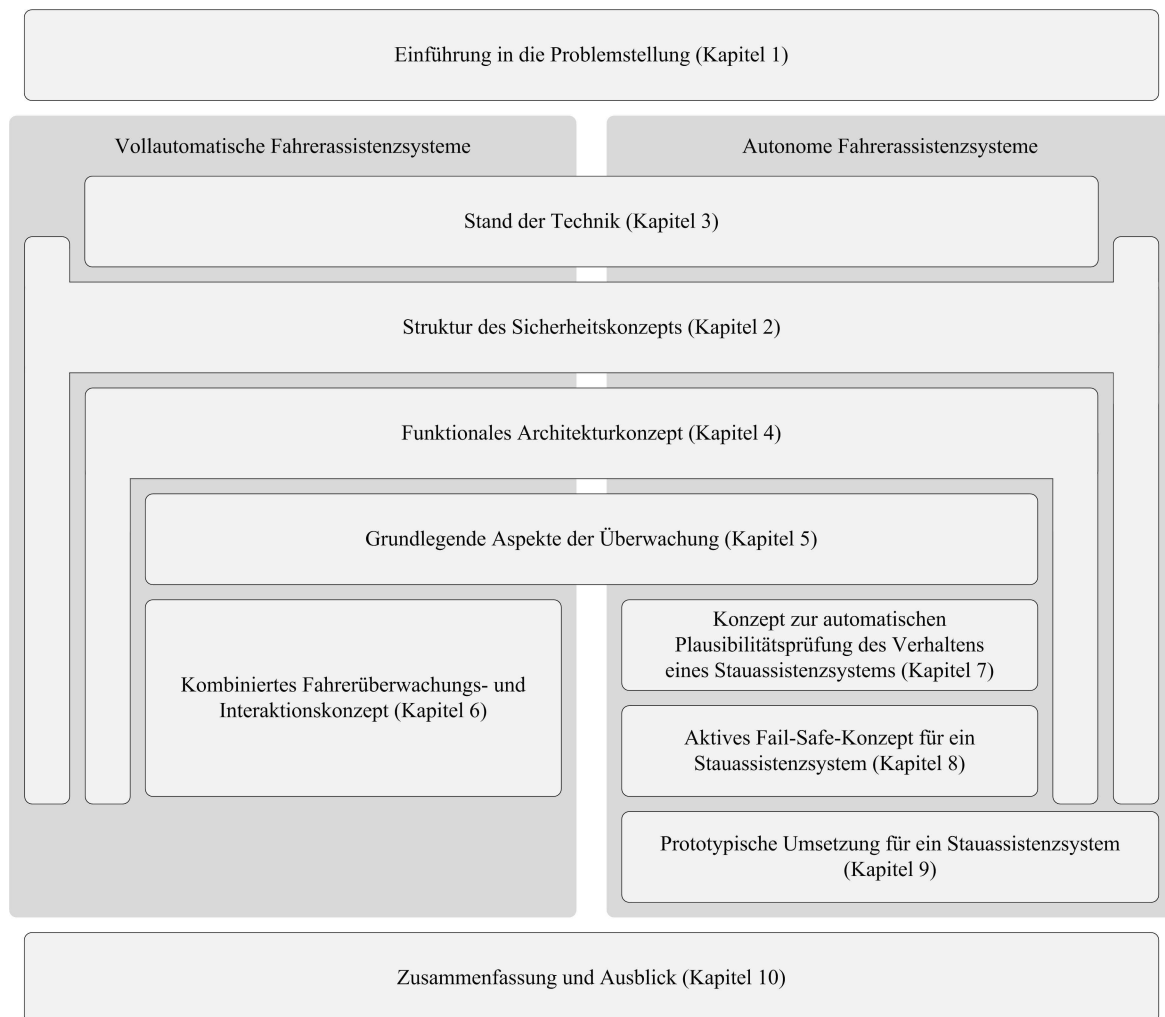 Einführung in die Problemstellung (Kapitel 1)
Vollautomatische Fahrerassistenzsysteme
Autonome Fahrerassistenzsysteme
Stand der Technik (Kapitel 3)
Struktur des Sicherheitskonzepts (Kapitel 2)
Funktionales Architekturkonzept (Kapitel 4)
Grundlegende Aspekte der Überwachung (Kapitel 5)
Kombiniertes Fahrerüberwachungs- und
Interaktionskonzept (Kapitel 6)
Konzept zur automatischen
Plausibilitätsprüfung des Verhaltens
eines Stauassistenzsystems (Kapitel 7)
Aktives Fail-Safe-Konzept für ein
Stauassistenzsystem (Kapitel 8)
Prototypische Umsetzung für ein Stauassistenzsystem
(Kapitel 9)
Zusammenfassung und Ausblick (Kapitel 10)